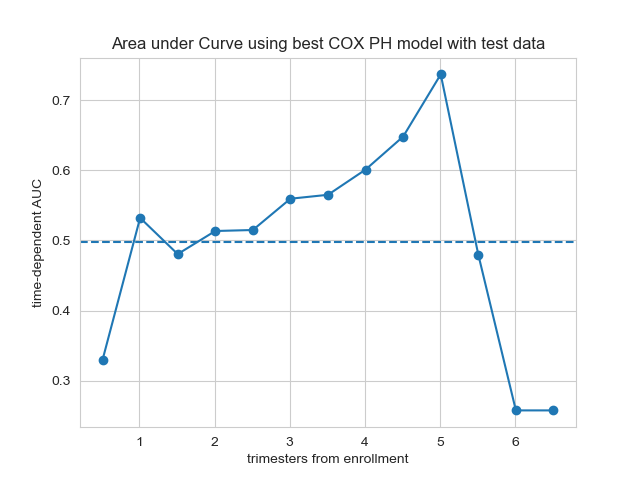 Area under Curve using best COX PH model with test data
time-dependent AUC
0.7
0.6
0.5
0.4
0.3
1 2 3 4 5 6
trimesters from enrollment